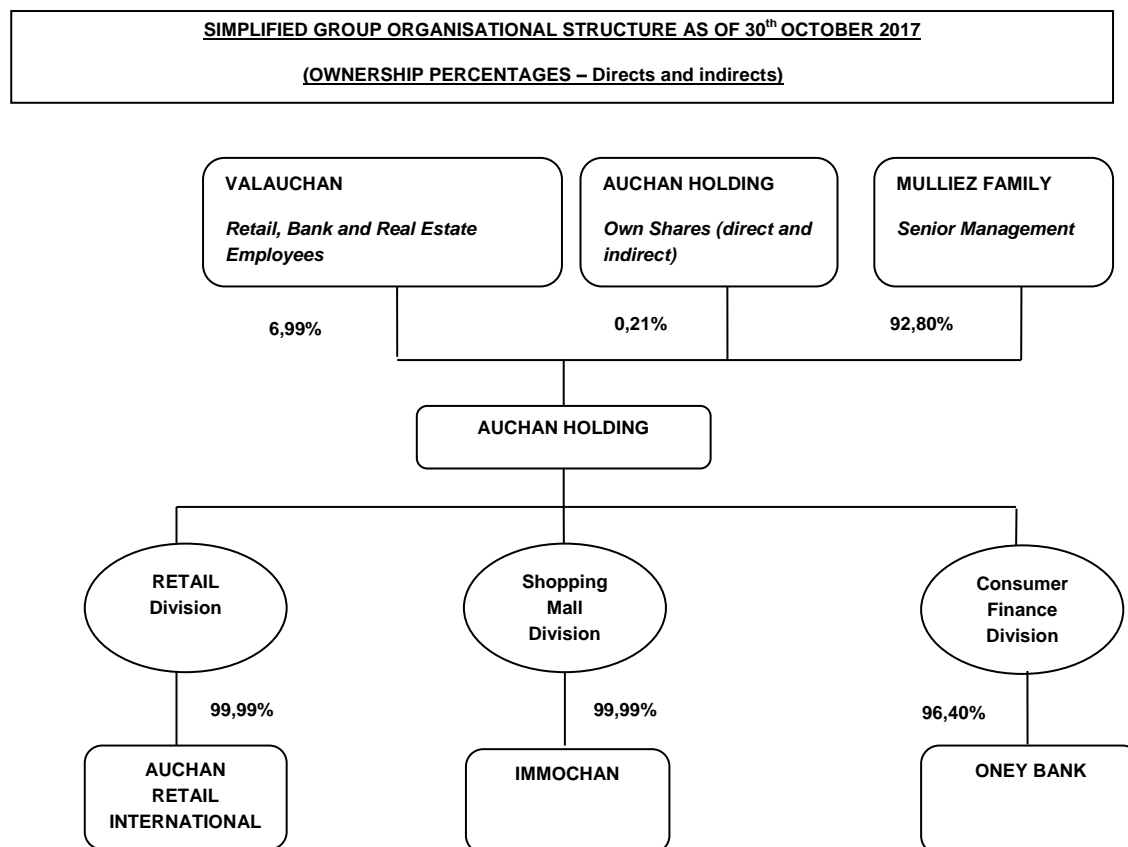 SIMPLIFIED GROUP ORGANISATIONAL STRUCTURE AS OF 30th OCTOBER 2017
(OWNERSHIP PERCENTAGES – Directs and indirects)
VALAUCHAN
Retail, Bank and Real Estate
Employees
AUCHAN HOLDING
Own Shares (direct and
indirect)
MULLIEZ FAMILY
Senior Management
6,99%
0,21%
92,80%
AUCHAN HOLDING
RETAIL
Division
Shopping
Mall
Division
Consumer
Finance
Division
99,99%
99,99%
96,40%
AUCHAN
RETAIL
INTERNATIONAL
IMMOCHAN
ONEY BANK